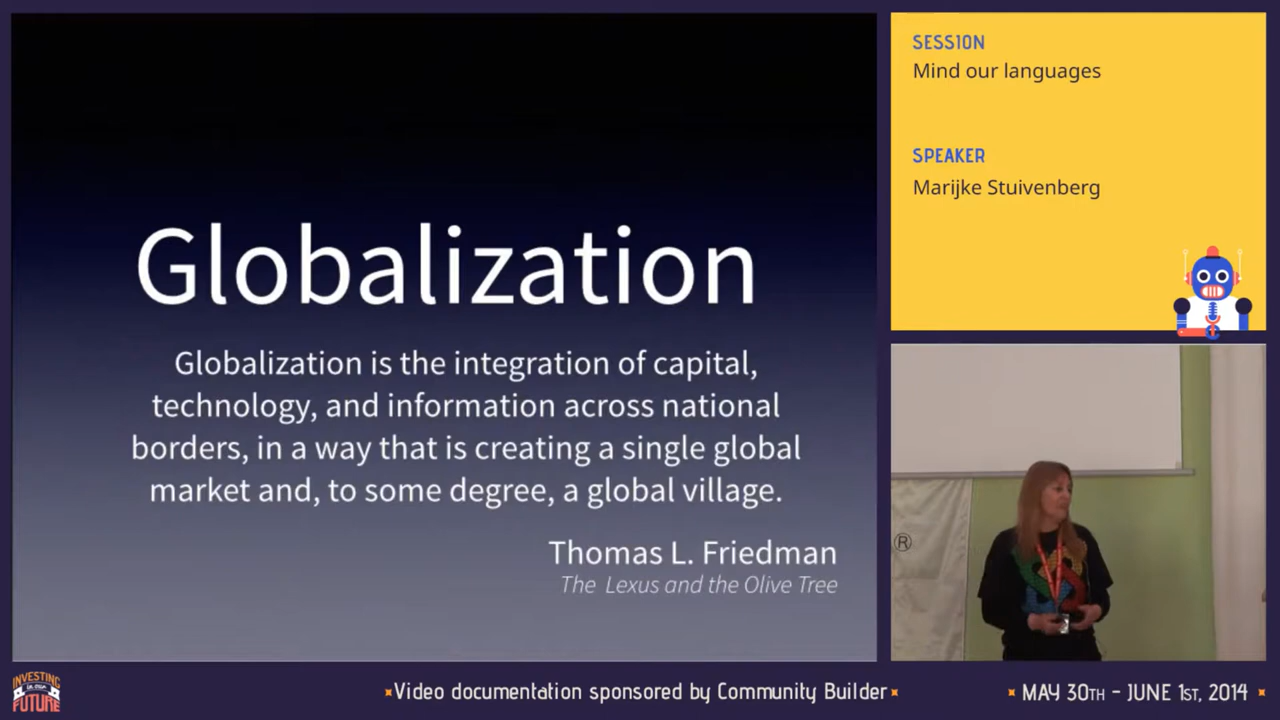 Globalization
Globalization is the integration of capital,
technology, and information across national
borders, in a way that is creating a single global
market and, to some degree, a global village.
Thomas L. Friedman
The Lexus and the Olive Tree
SESSION
Mind our languages
SPEAKER
Marijke Stuivenberg
®
INVESTING
IN OUR
FUTURE
Video documentation sponsored by Community Builder
MAY 30TH - JUNE 1ST, 2014